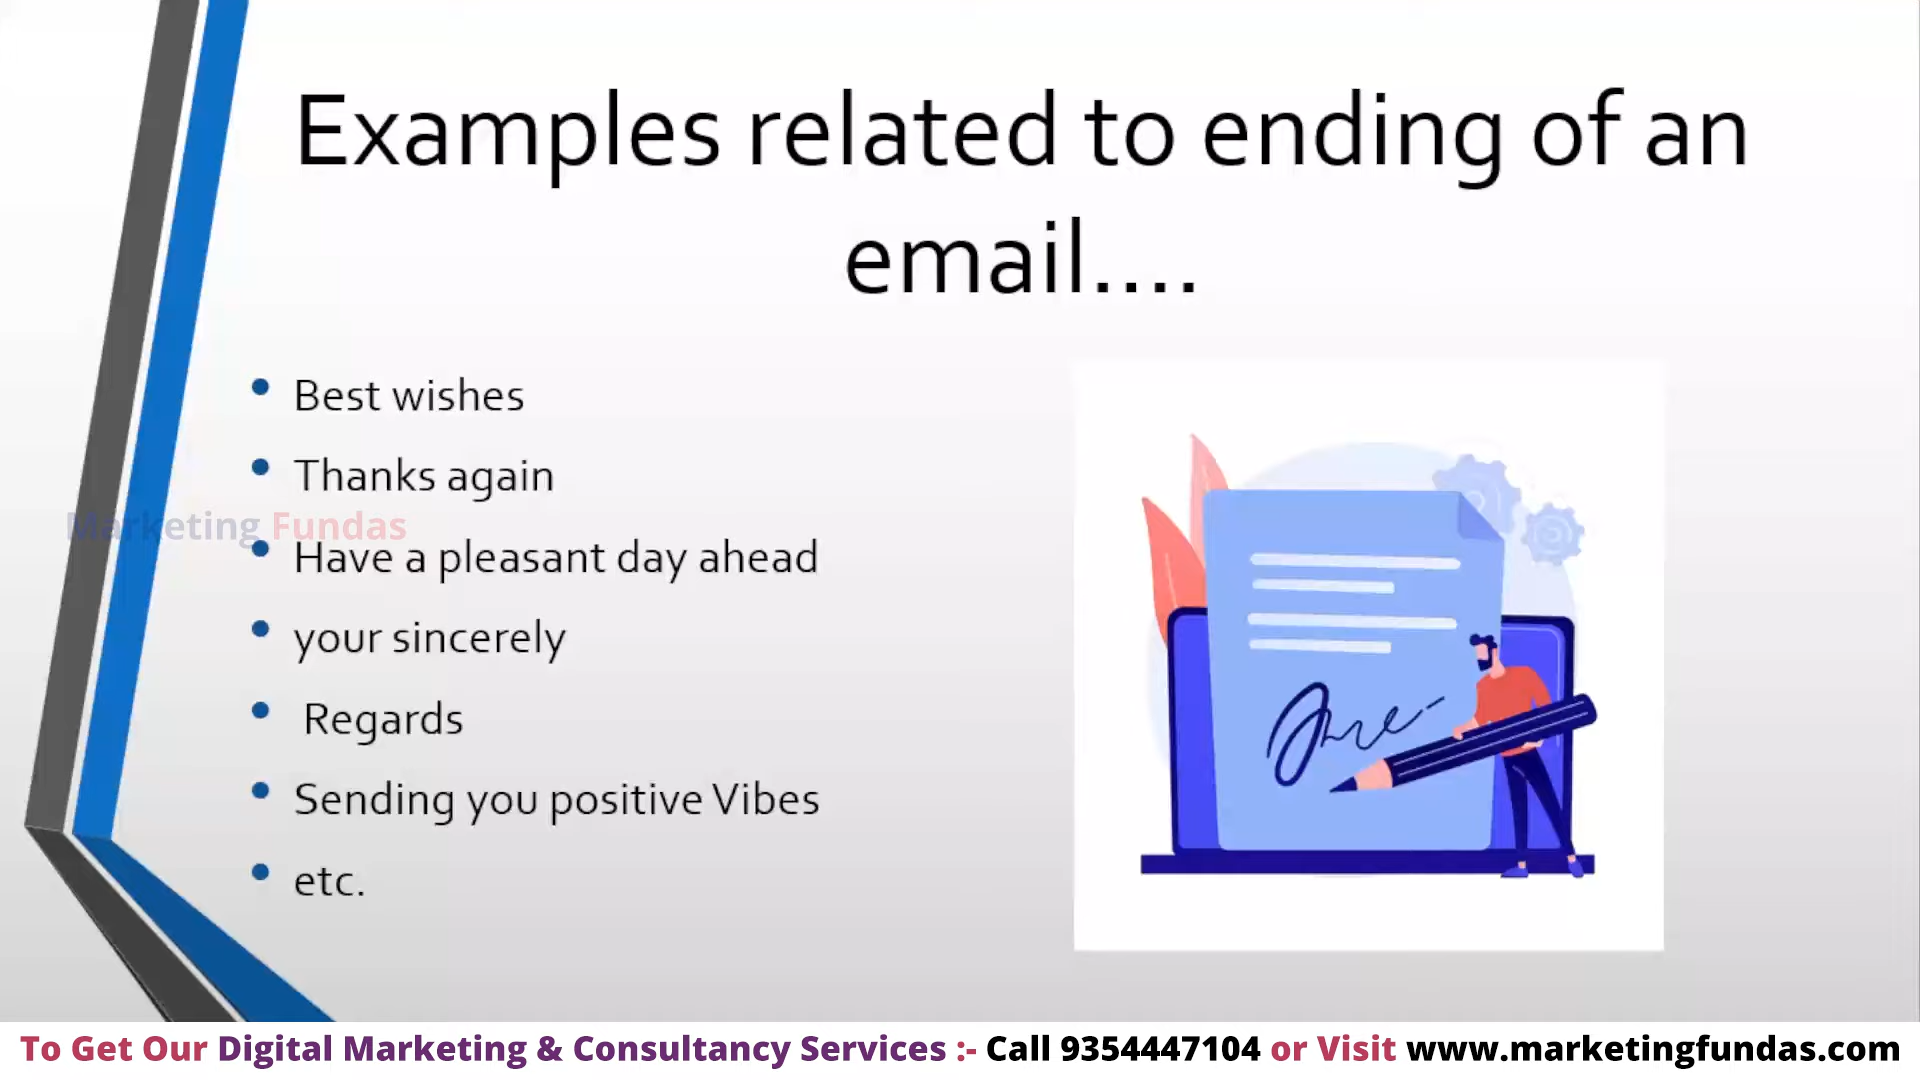 Examples related to ending of an
email....
Best wishes
Thanks again
Marketing Fundas
Have a pleasant day ahead
your sincerely
Regards
Sending you positive Vibes
etc.
To Get Our Digital Marketing & Consultancy Services :- Call 9354447104 or Visit www.marketingfundas.com